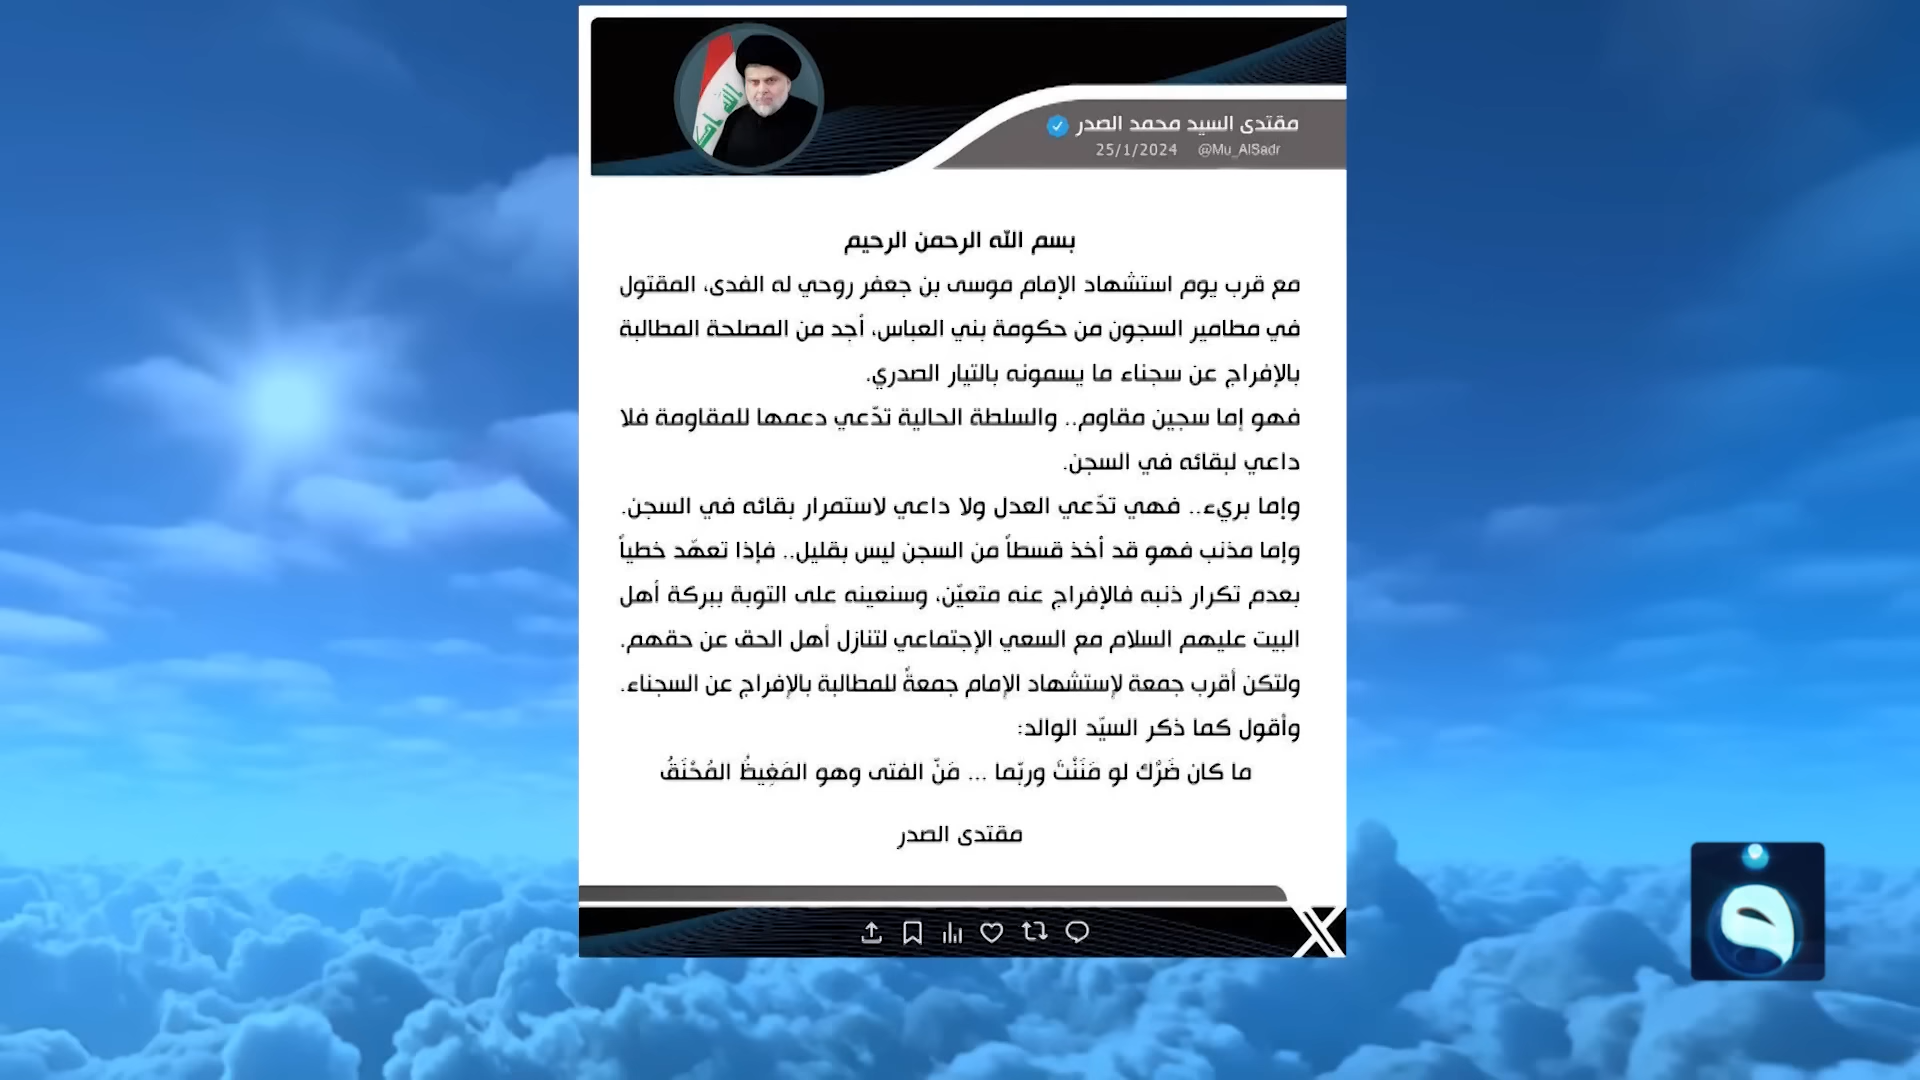 مقتدى السيد محمد الصدر
25/1/2024 @Mu_AlSadr
بسم الله الرحمن الرحيم
مع قرب يوم استشهاد الإمام موسى بن جعفر روحي له الفدى، المقتول
في مطامير السجون من حكومة بني العباس، أجد من المصلحة المطالبة
بالإفراج عن سجناء ما يسمونه بالتيار الصدري.
فهو إما سجين مقاوم.. والسلطة الحالية تدّعي دعمها للمقاومة فلا
داعي لبقائه في السجن.
وإما بريء.. فهي تدّعي العدل ولا داعي لاستمرار بقائه في السجن.
وإما مذنب فهو قد أخذ قسطاً من السجن ليس بقليل.. فإذا تعهّد خطياً
بعدم تكرار ذنبه فالإفراج عنه متعيّن، وسنعينه على التوبة ببركة أهل
البيت عليهم السلام مع السعي الإجتماعي لتنازل أهل الحق عن حقهم.
ولتكن أقرب جمعة لإستشهاد الإمام جمعةً للمطالبة بالإفراج عن السجناء.
وأقول كما ذكر السيّد الوالد:
ما كان ضَرُّكَ لو مَنَنْتَ وربّما ... مَنّ الفتى وهو المَغِيظُ المُحْنَقُ
مقتدى الصدر